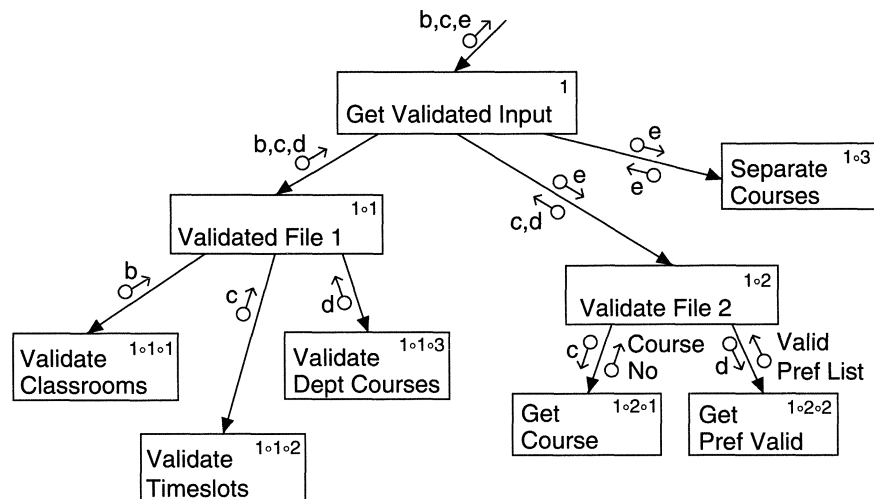 b,c,e
1
Get Validated Input
b,c,d
e
e
e
c,d
1∘3
Separate
Courses
1∘1
Validated File 1
1∘2
Validate File 2
b
c
d
1∘1∘1
Validate
Classrooms
1∘1∘3
Validate
Dept Courses
1∘1∘2
Validate
Timeslots
c
Course
No
d
Valid
Pref List
1∘2∘1
Get
Course
1∘2∘2
Get
Pref Valid